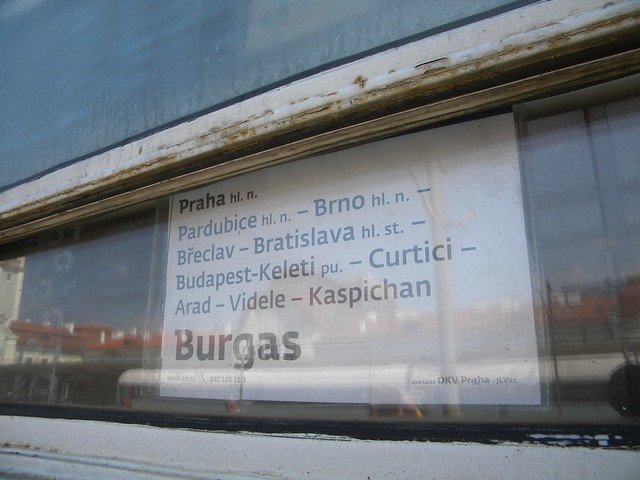 Praha hl. n.
Pardubice hl. n. – Brno hl. n. –
Břeclav – Bratislava hl. st. –
Budapest-Keleti pu. – Curtici –
Arad – Videle – Kaspichan
Burgas
DKV Praha